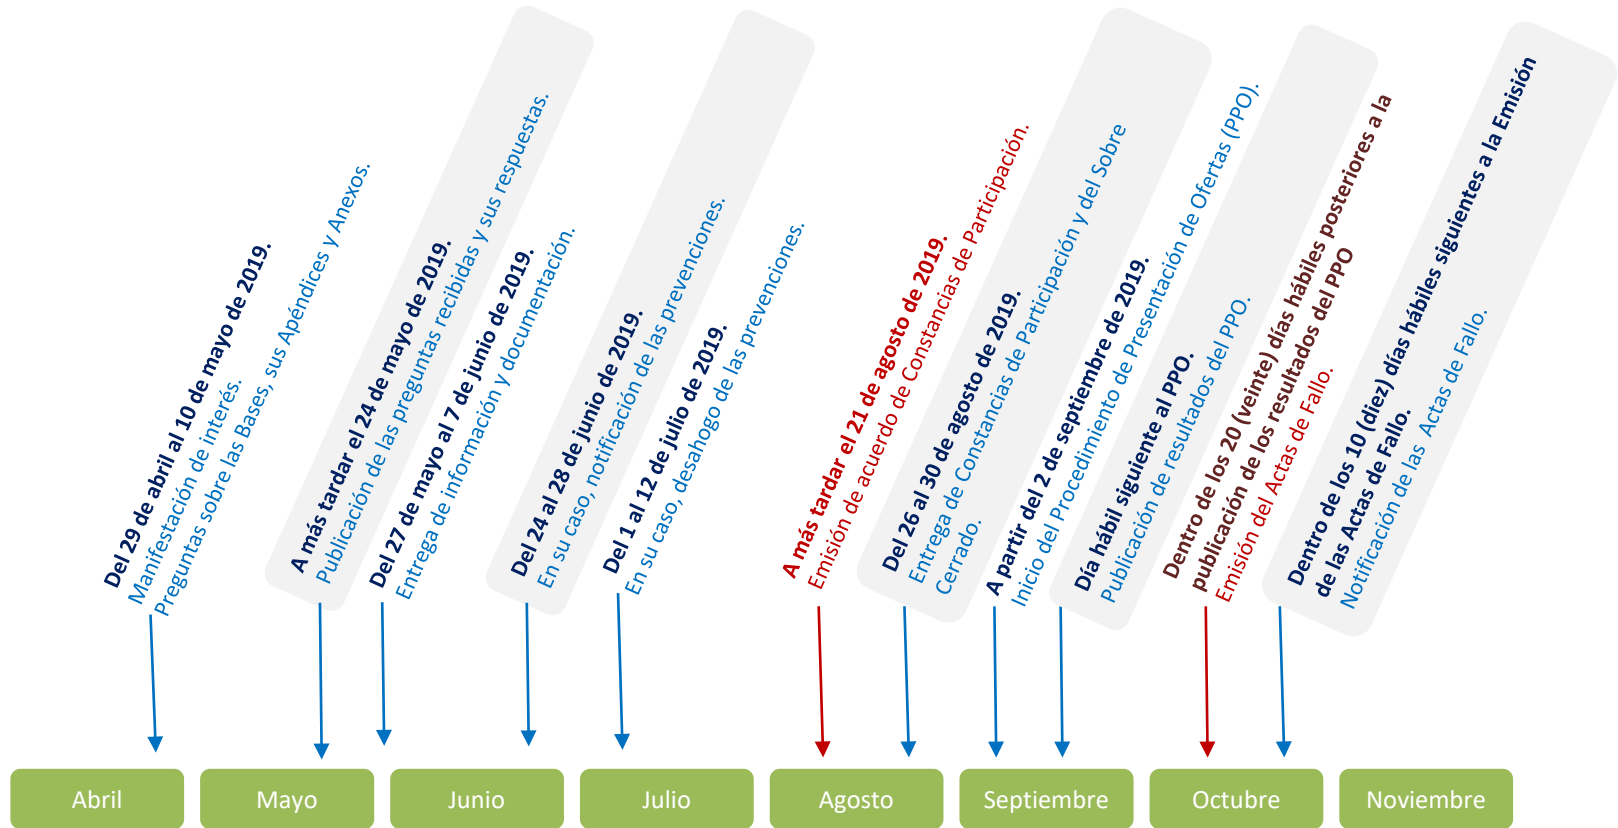 Del 29 de abril al 10 de mayo de 2019.
Manifestación de interés.
Preguntas sobre las Bases, sus Apéndices y Anexos.
A más tardar el 24 de mayo de 2019.
Publicación de las preguntas recibidas y sus respuestas.
Del 27 de mayo al 7 de junio de 2019.
Entrega de información y documentación.
Del 24 al 28 de junio de 2019.
En su caso, notificación de las prevenciones.
Del 1 al 12 de julio de 2019.
En su caso, desahogo de las prevenciones.
A más tardar el 21 de agosto de 2019.
Emisión de acuerdo de Constancias de Participación.
Del 26 al 30 de agosto de 2019.
Entrega de Constancias de Participación y del Sobre
Cerrado.
A partir del 2 de septiembre de 2019.
Inicio del Procedimiento de Presentación de Ofertas (PPO).
Día hábil siguiente al PPO.
Publicación de resultados del PPO.
Dentro de los 20 (veinte) días hábiles posteriores a la
publicación de los resultados del PPO
Emisión del Actas de Fallo.
Dentro de los 10 (diez) días hábiles siguientes a la Emisión
de las Actas de Fallo.
Notificación de las Actas de Fallo.
Abril
Mayo
Junio
Julio
Agosto
Septiembre
Octubre
Noviembre